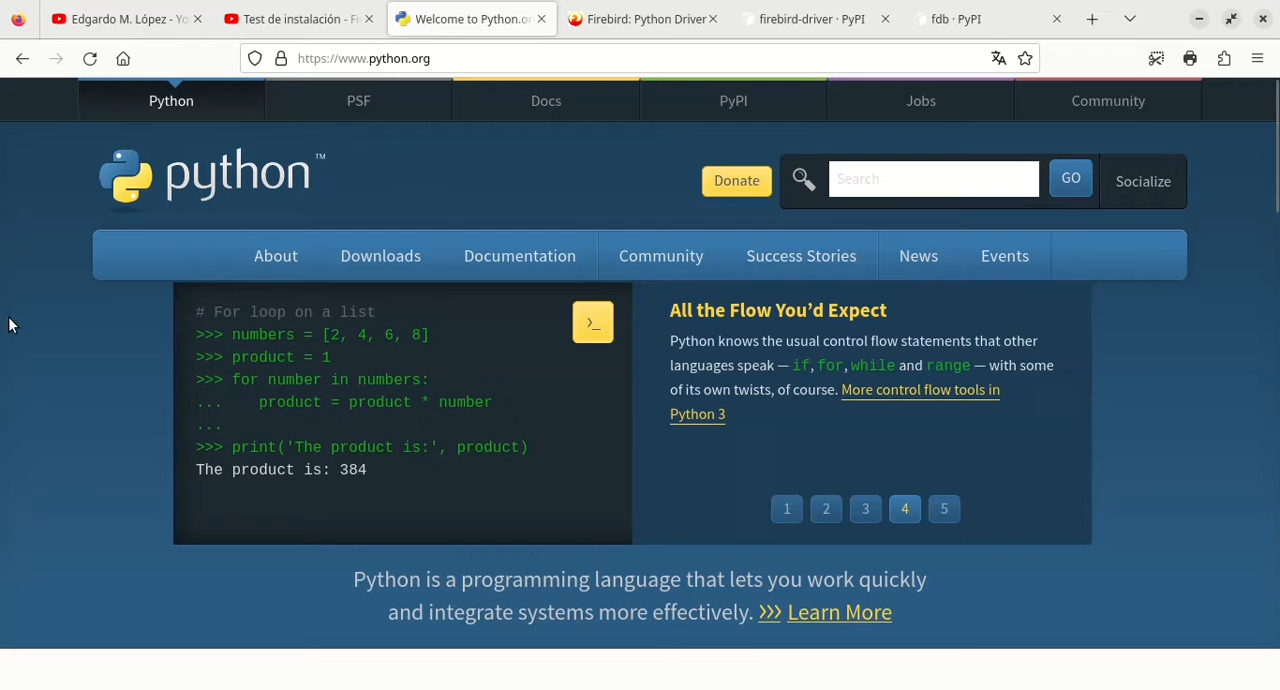 Edgardo M. López - Yo
Test de instalación - Fi
Welcome to Python.or
Firebird: Python Driver
firebird-driver · PyPI
fdb · PyPI
https://www.python.org
Python
PSF
Docs
PyPI
Jobs
Community
python™
Donate
Search
GO
Socialize
About
Downloads
Documentation
Community
Success Stories
News
Events
# For loop on a list
>>> numbers = [2, 4, 6, 8]
>>> product = 1
>>> for number in numbers:
...    product = product * number
...
>>> print('The product is:', product)
The product is: 384
>_
All the Flow You’d Expect
Python knows the usual control flow statements that other
languages speak — if, for, while and range — with some
of its own twists, of course. More control flow tools in
Python 3
1
2
3
4
5
Python is a programming language that lets you work quickly
and integrate systems more effectively. >>> Learn More